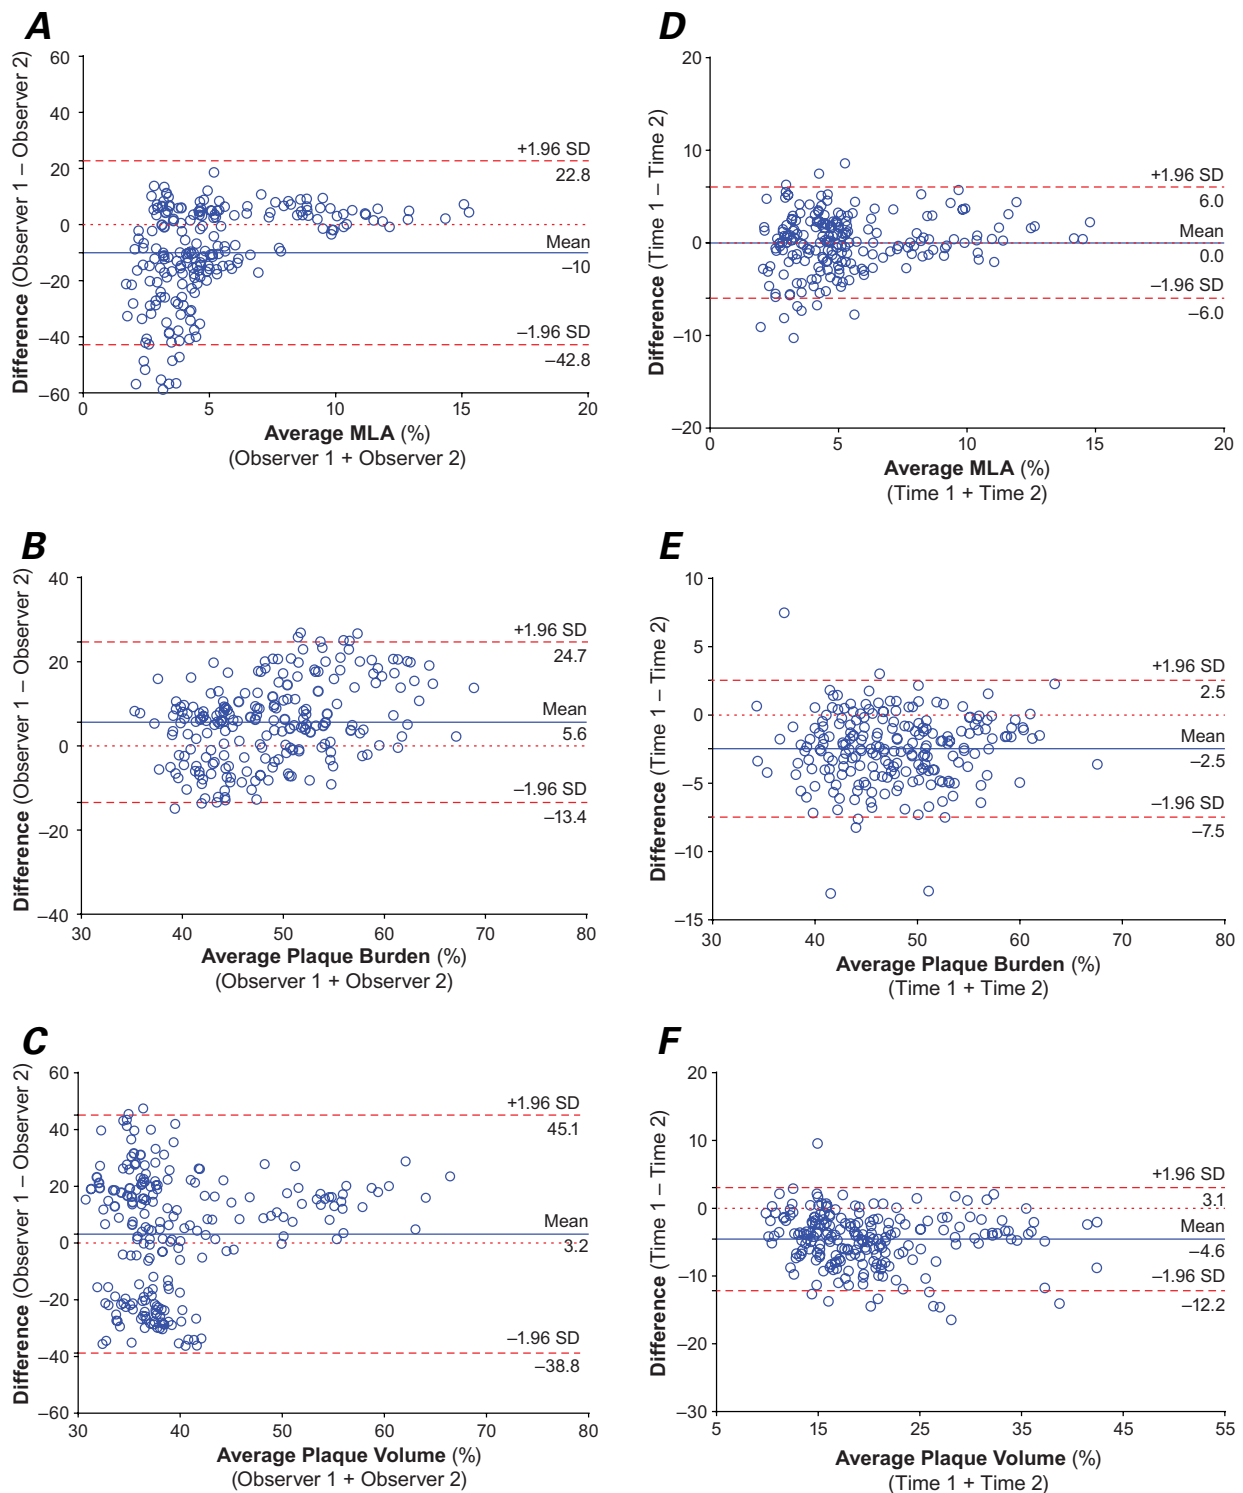 A
Difference (Observer 1 – Observer 2)
60
40
20
0
–20
–40
–60
+1.96 SD
22.8
Mean
–10
–1.96 SD
–42.8
0
5
10
15
20
Average MLA (%)
(Observer 1 + Observer 2)
D
Difference (Time 1 – Time 2)
20
10
0
–10
–20
+1.96 SD
6.0
Mean
0.0
–1.96 SD
–6.0
0
5
10
15
20
Average MLA (%)
(Time 1 + Time 2)
B
Difference (Observer 1 – Observer 2)
40
20
0
–20
–40
+1.96 SD
24.7
Mean
5.6
–1.96 SD
–13.4
30
40
50
60
70
80
Average Plaque Burden (%)
(Observer 1 + Observer 2)
E
Difference (Time 1 – Time 2)
10
5
0
–5
–10
–15
+1.96 SD
2.5
Mean
–2.5
–1.96 SD
–7.5
30
40
50
60
70
80
Average Plaque Burden (%)
(Time 1 + Time 2)
C
Difference (Observer 1 – Observer 2)
60
40
20
0
–20
–40
–60
+1.96 SD
45.1
Mean
3.2
–1.96 SD
–38.8
30
40
50
60
70
80
Average Plaque Volume (%)
(Observer 1 + Observer 2)
F
Difference (Time 1 – Time 2)
20
10
0
–10
–20
–30
+1.96 SD
3.1
Mean
–4.6
–1.96 SD
–12.2
5
15
25
35
45
55
Average Plaque Volume (%)
(Time 1 + Time 2)